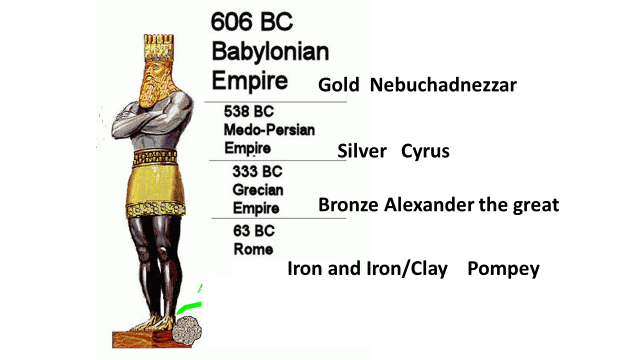 606 BC
Babylonian
Empire
Gold  Nebuchadnezzar
538 BC
Medo-Persian
Empire
Silver   Cyrus
333 BC
Grecian
Empire
Bronze Alexander the great
63 BC
Rome
Iron and Iron/Clay    Pompey